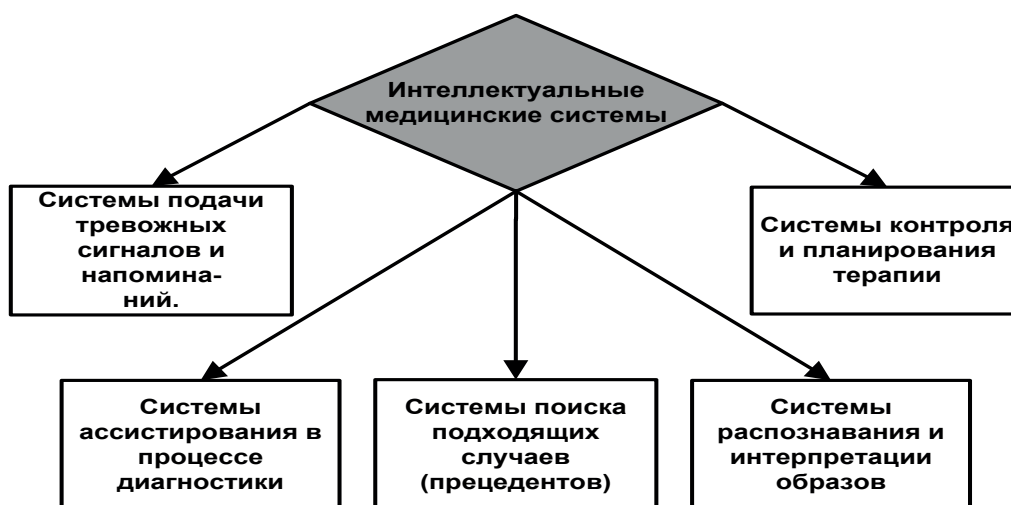 Интеллектуальные
медицинские системы
Системы подачи
тревожных
сигналов и
напомина-
ний.
Системы контроля
и планирования
терапии
Системы
ассистирования в
процессе
диагностики
Системы поиска
подходящих
случаев
(прецедентов)
Системы
распознавания и
интерпретации
образов